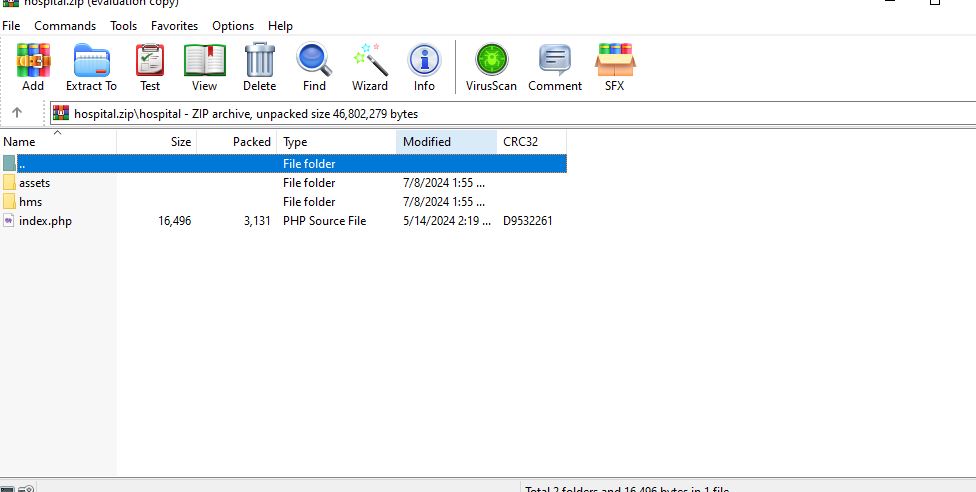 hospital.zip (evaluation copy)
File Commands Tools Favorites Options Help
Add Extract To Test View Delete Find Wizard Info VirusScan Comment SFX
hospital.zip\hospital - ZIP archive, unpacked size 46,802,279 bytes
Name Size Packed Type Modified CRC32
.. File folder
assets File folder 7/8/2024 1:55 ...
hms File folder 7/8/2024 1:55 ...
index.php 16,496 3,131 PHP Source File 5/14/2024 2:19 ... D9532261
Total 2 folders and 16,496 bytes in 1 file